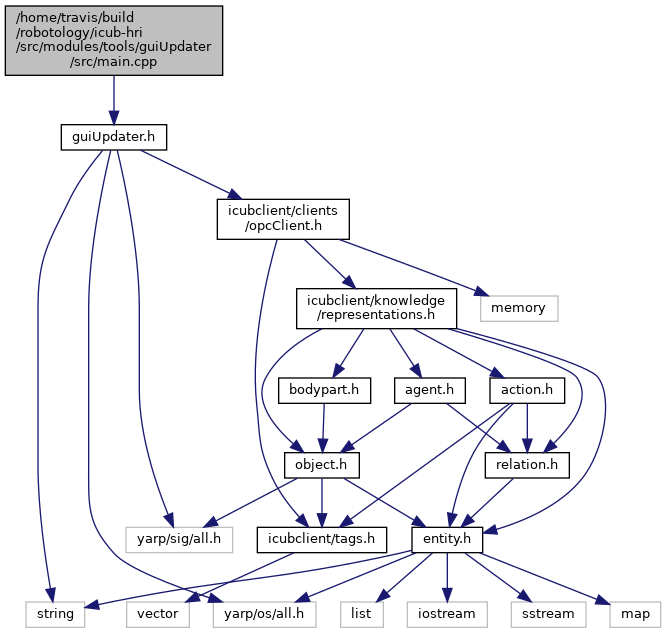 /home/travis/build
/robotology/icub-hri
/src/modules/tools/guiUpdater
/src/main.cpp
guiUpdater.h
icubclient/clients
/opcClient.h
icubclient/knowledge
/representations.h
memory
bodypart.h
agent.h
action.h
object.h
relation.h
yarp/sig/all.h
icubclient/tags.h
entity.h
string
vector
yarp/os/all.h
list
iostream
sstream
map